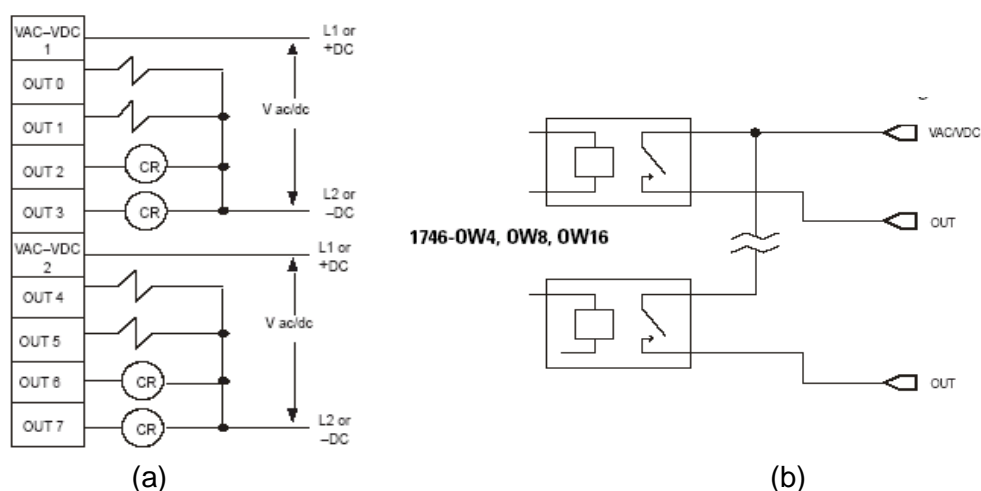 VAC–VDC
1
L1 or
+DC
OUT 0
OUT 1
V ac/dc
OUT 2
CR
OUT 3
CR
L2 or
–DC
VAC–VDC
2
L1 or
+DC
OUT 4
OUT 5
V ac/dc
OUT 6
CR
OUT 7
CR
L2 or
–DC
(a)
VAC/VDC
OUT
1746-OW4, OW8, OW16
OUT
(b)